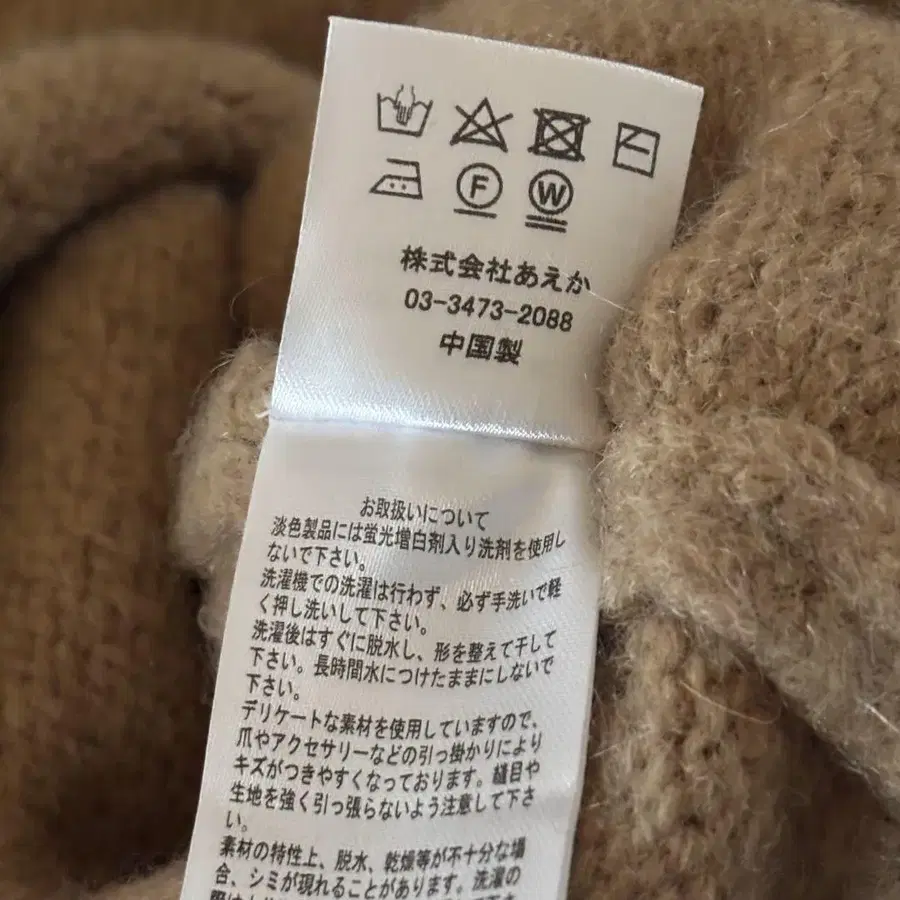 F
W
株式会社あえか
03-3473-2088
中国製
お取扱いについて
淡色製品には蛍光増白剤入り洗剤を使用し
ないで下さい。
洗濯機での洗濯は行わず、必ず手洗いで軽
く押し洗いして下さい。
洗濯後はすぐに脱水し、形を整えて干して
下さい。長時間水につけたままにしないで
下さい。
デリケートな素材を使用していますので、
爪やアクセサリーなどの引っ掛かりにより
キズがつきやすくなっております。縫目や
生地を強く引っ張らないよう注意して下さ
い。
素材の特性上、脱水、乾燥等が不十分な場
合、シミが現れることがあります。洗濯の